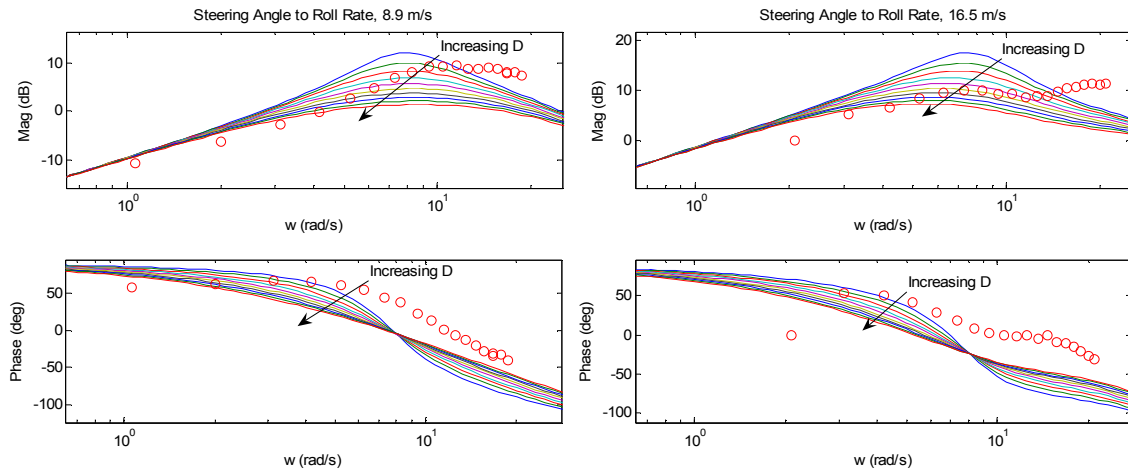 Steering Angle to Roll Rate, 8.9 m/s
Mag (dB)
10
0
-10
Increasing D
10^0
10^1
w (rad/s)
Steering Angle to Roll Rate, 16.5 m/s
Mag (dB)
20
10
0
Increasing D
10^0
10^1
w (rad/s)
Phase (deg)
50
0
-50
-100
Increasing D
10^0
10^1
w (rad/s)
Phase (deg)
50
0
-50
-100
Increasing D
10^0
10^1
w (rad/s)